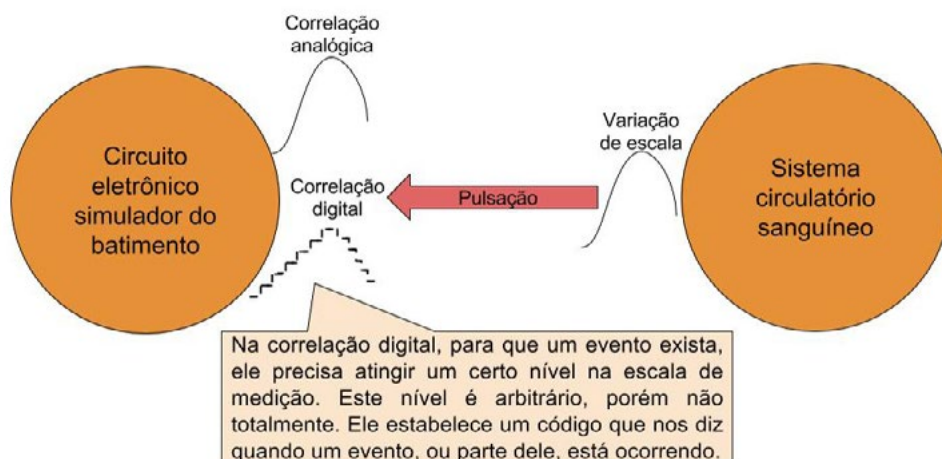 Correlação
analógica
Circuito
eletrônico
simulador do
batimento
Correlação
digital
Pulsação
Variação
de escala
Sistema
circulatório
sanguíneo
Na correlação digital, para que um evento exista,
ele precisa atingir um certo nível na escala de
medição. Este nível é arbitrário, porém não
totalmente. Ele estabelece um código que nos diz
quando um evento, ou parte dele, está ocorrendo.